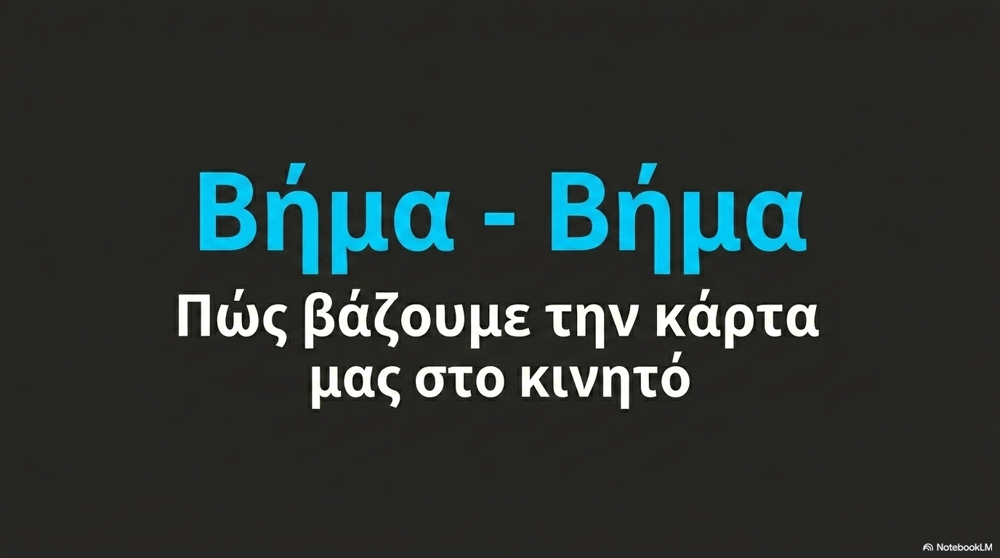 Βήμα - Βήμα
Πώς βάζουμε την κάρτα
μας στο κινητό
NotebookLM